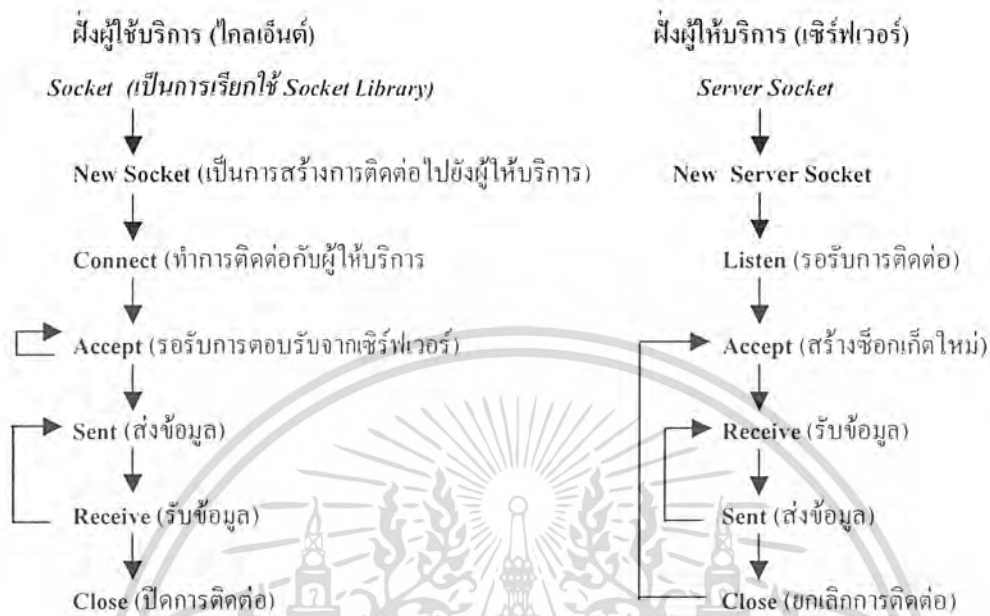 ฝั่งผู้ใช้บริการ (ไคลเอ็นต์)
Socket (เป็นการเรียกใช้ Socket Library)
New Socket (เป็นการสร้างการติดต่อไปยังผู้ให้บริการ)
Connect (ทำการติดต่อกับผู้ให้บริการ
Accept (รอรับการตอบรับจากเซิร์ฟเวอร์)
Sent (ส่งข้อมูล)
Receive (รับข้อมูล)
Close (ปิดการติดต่อ)
ฝั่งผู้ให้บริการ (เซิร์ฟเวอร์)
Server Socket
New Server Socket
Listen (รอรับการติดต่อ)
Accept (สร้างซ็อกเก็ตใหม่)
Receive (รับข้อมูล)
Sent (ส่งข้อมูล)
Close (ยกเลิกการติดต่อ)